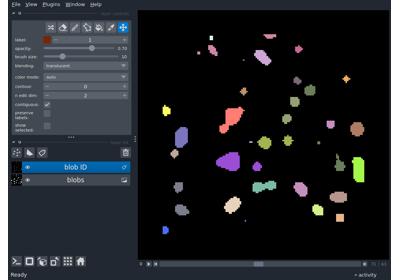 File View Plugins Window Help
label: 1
opacity: 0.70
brush size: 10
blending: translucent
color mode: auto
contour: 0
n edit dim: 2
contiguous:
preserve labels:
show selected:
blob ID
blobs
Ready
activity